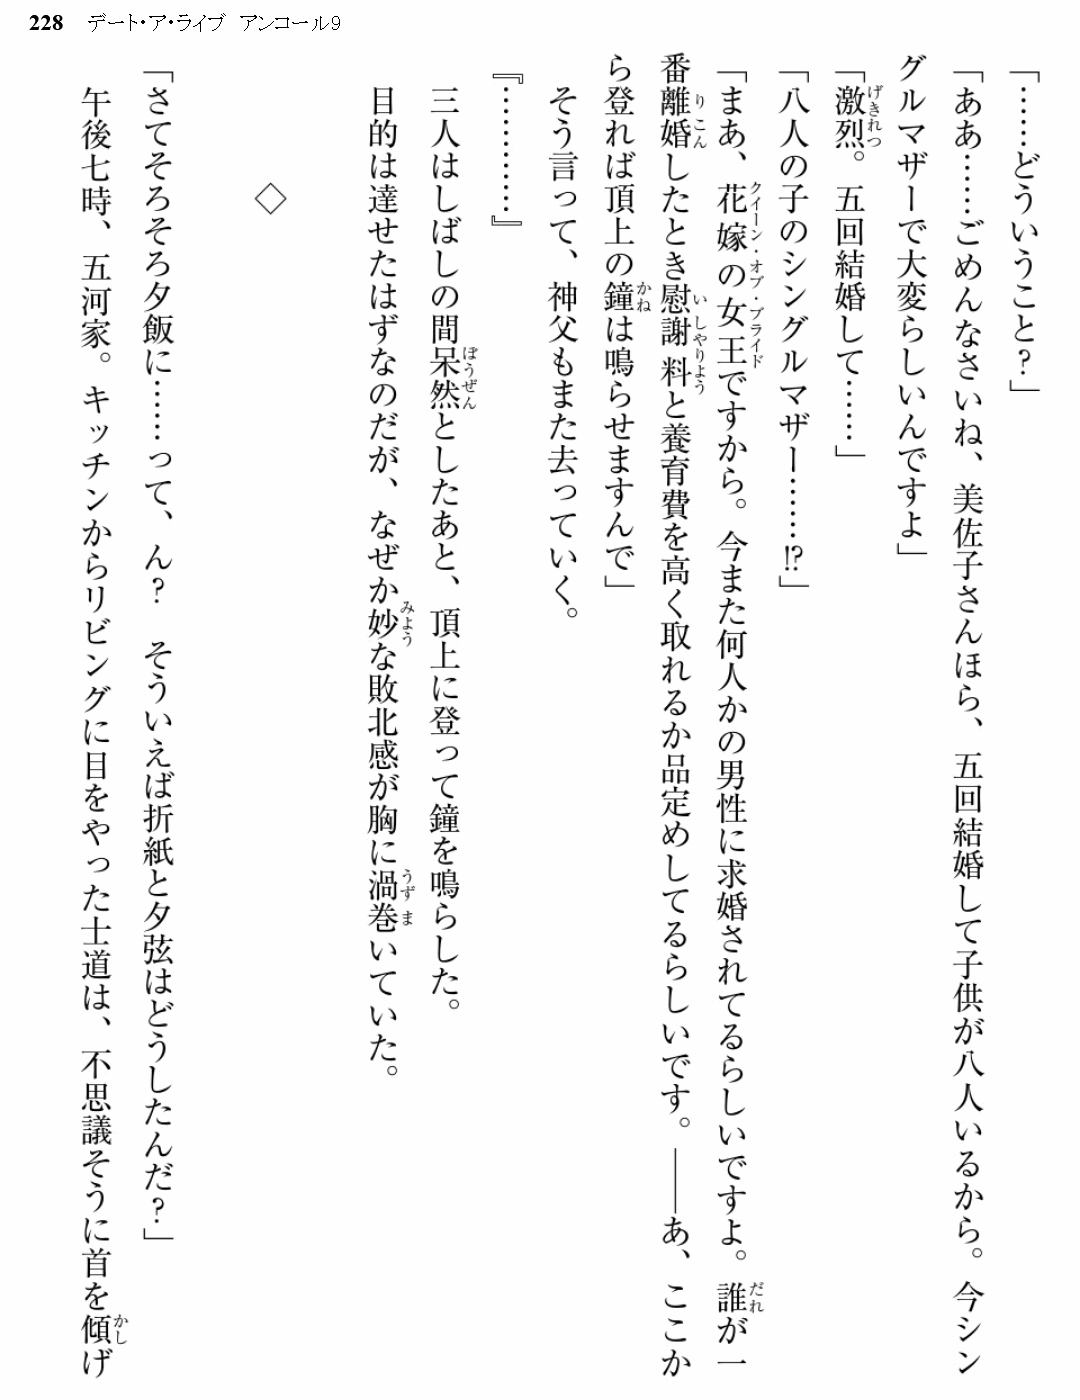 228 デート・ア・ライブ アンコール9
「……どういうこと?」
「ああ……ごめんなさいね、美佐子さんほら、五回結婚して子供が八人いるから。今シン
グルマザーで大変らしいんですよ」
「激烈。五回結婚して……」
「八人の子のシングルマザー……!?」
「まあ、花嫁の女王ですから。今また何人かの男性に求婚されてるらしいですよ。誰が一
番離婚したとき慰謝料と養育費を高く取れるか品定めしてるらしいです。――あ、ここか
ら登れば頂上の鐘は鳴らせますんで」
そう言って、神父もまた去っていく。
『…………』
三人はしばしの間呆然としたあと、頂上に登って鐘を鳴らした。
目的は達せたはずなのだが、なぜか妙な敗北感が胸に渦巻いていた。
◇
「さてそろそろ夕飯に……って、ん? そういえば折紙と夕弦はどうしたんだ?」
午後七時、五河家。キッチンからリビングに目をやった士道は、不思議そうに首を傾げ